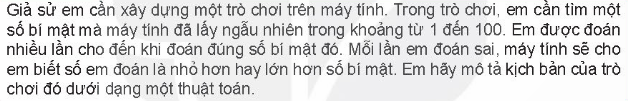 Giả sử em cần xây dựng một trò chơi trên máy tính. Trong trò chơi, em cần tìm một
số bí mật mà máy tính đã lấy ngẫu nhiên trong khoảng từ 1 đến 100. Em được đoán
nhiều lần cho đến khi đoán đúng số bí mật đó. Mỗi lần em đoán sai, máy tính sẽ cho
em biết số em đoán là nhỏ hơn hay lớn hơn số bí mật. Em hãy mô tả kịch bản của trò
chơi đó dưới dạng một thuật toán.